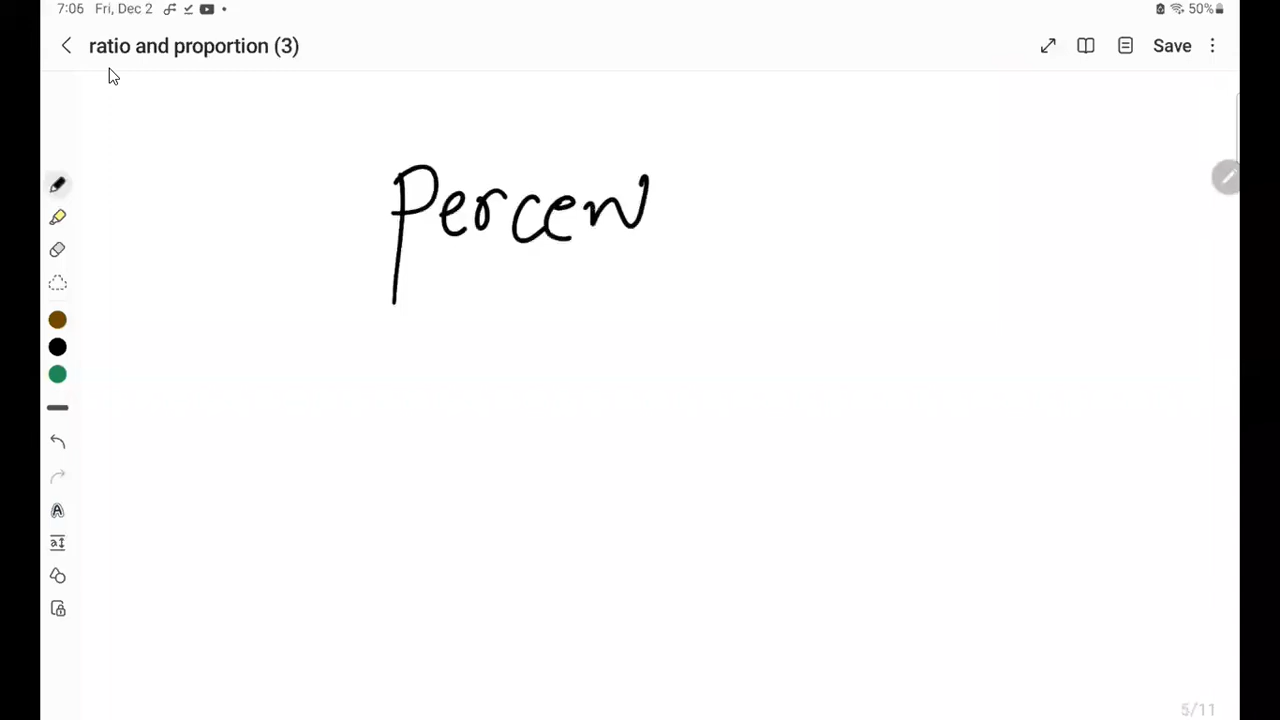 7:06 Fri, Dec 2 50%
ratio and proportion (3) Save
Percen
5/11